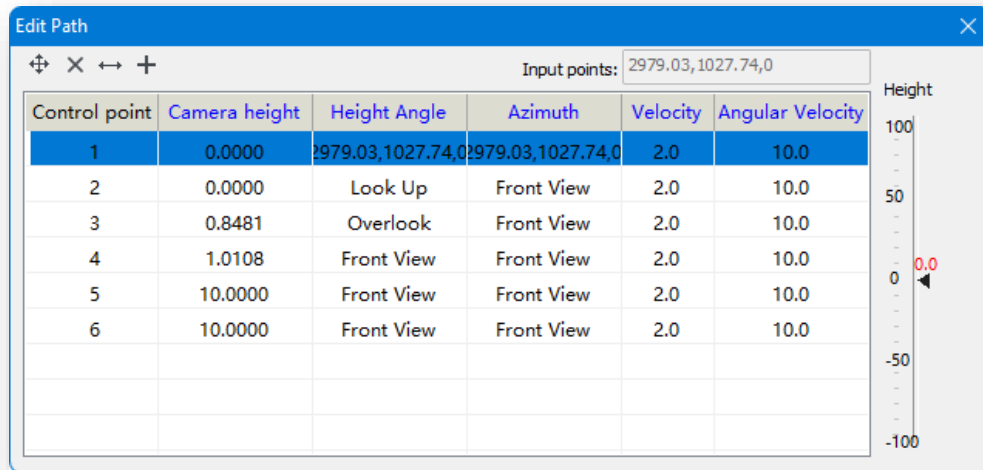 Edit Path
Input points: 2979.03,1027.74,0
Height
Control point Camera height Height Angle Azimuth Velocity Angular Velocity
1 0.0000 2979.03,1027.74,0 2979.03,1027.74,0 2.0 10.0
2 0.0000 Look Up Front View 2.0 10.0
3 0.8481 Overlook Front View 2.0 10.0
4 1.0108 Front View Front View 2.0 10.0
5 10.0000 Front View Front View 2.0 10.0
6 10.0000 Front View Front View 2.0 10.0
100
50
0,0
0
-50
-100